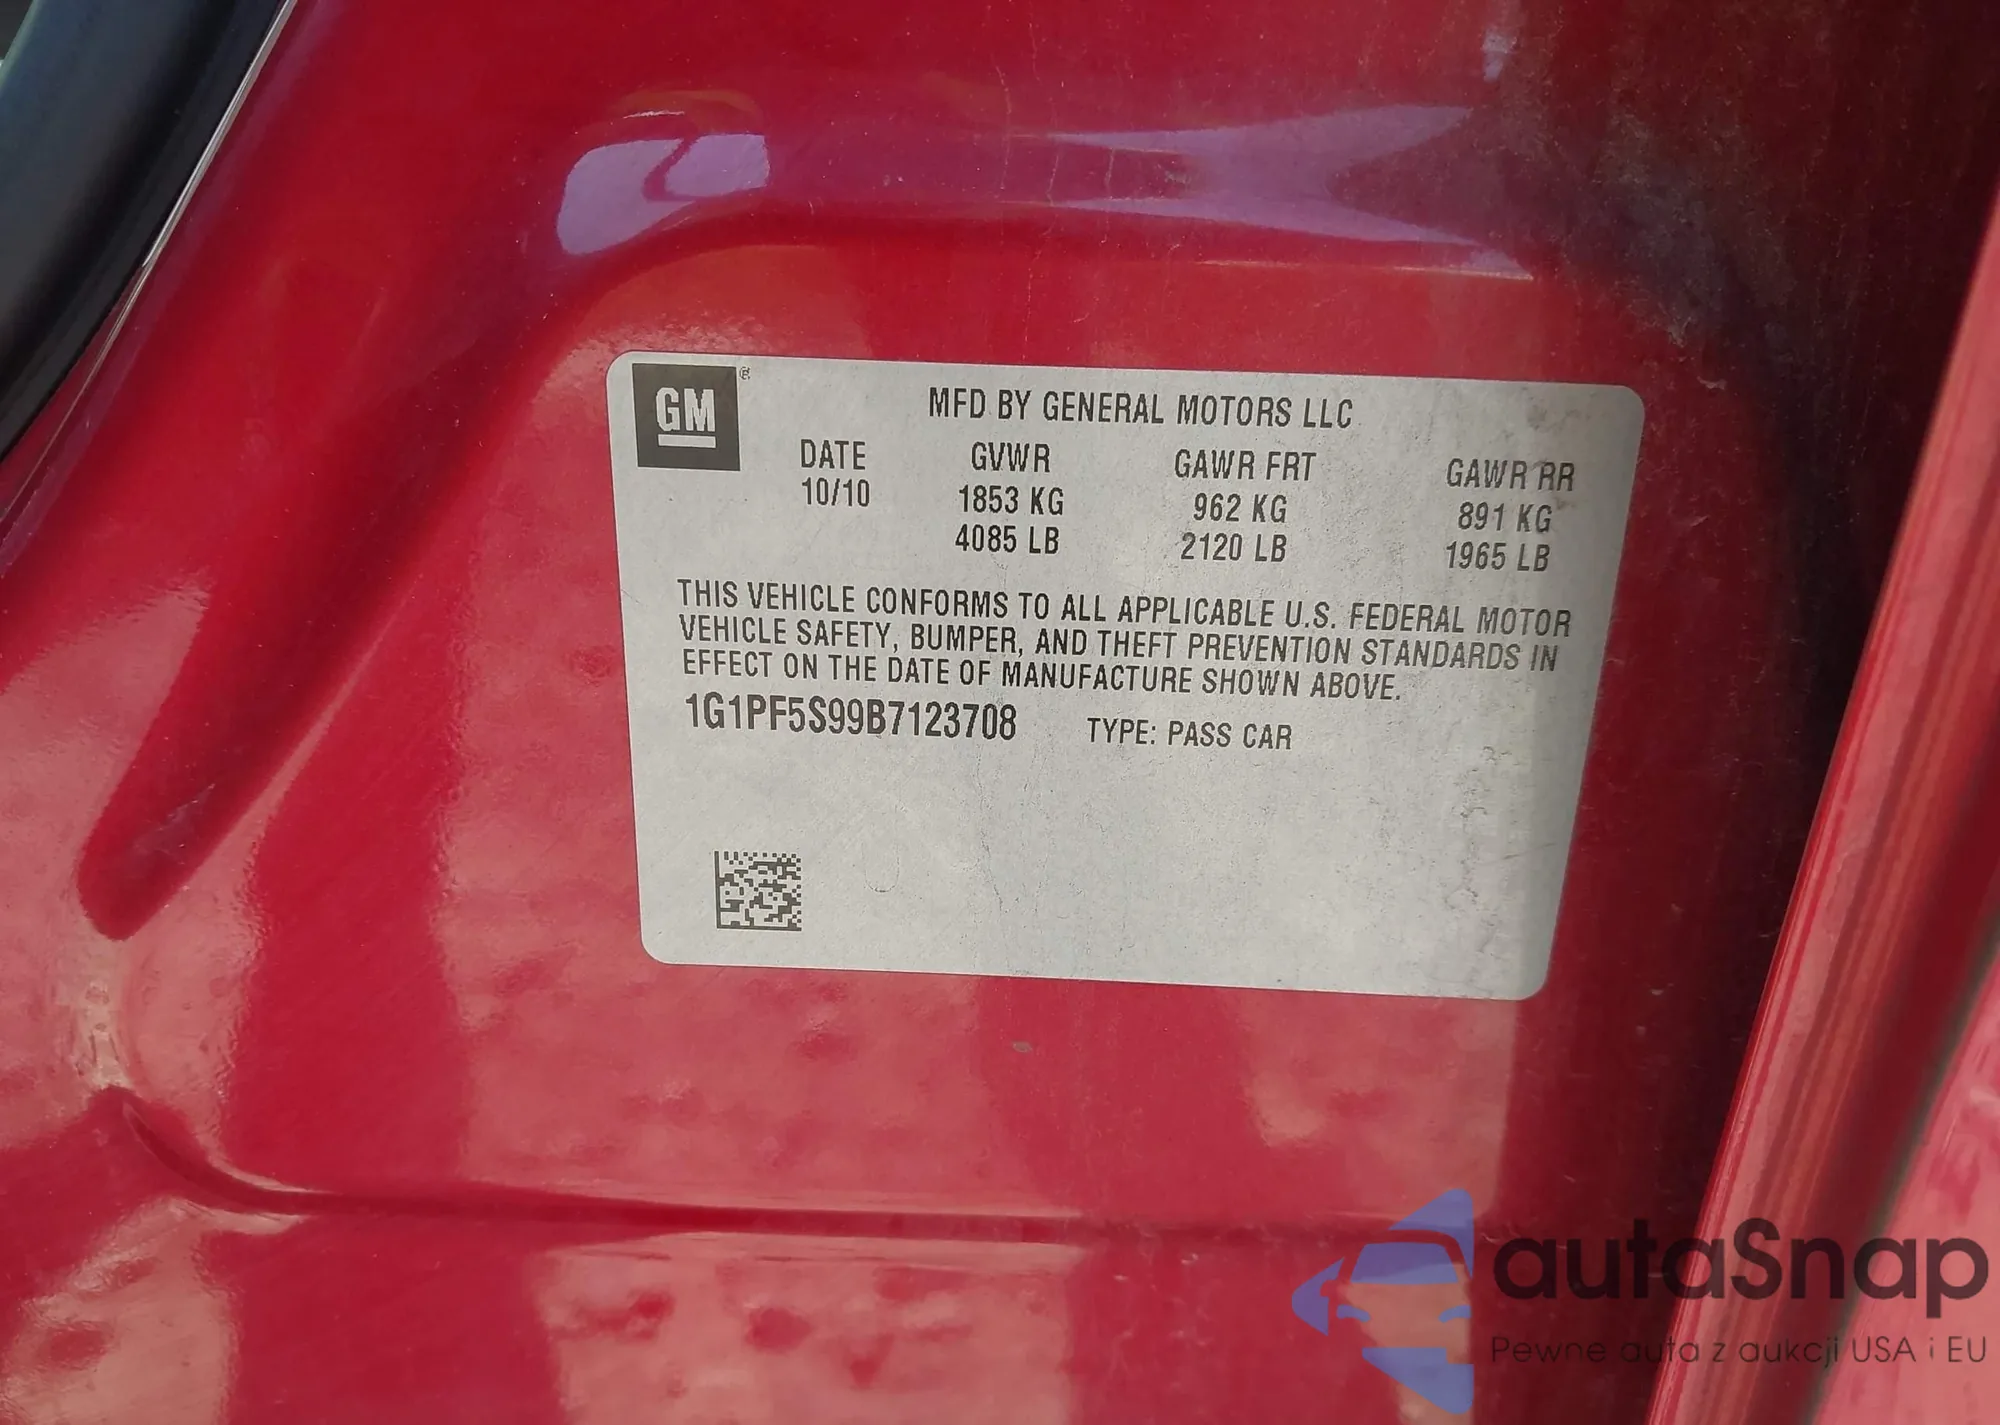 GM ®
MFD BY GENERAL MOTORS LLC
DATE GVWR GAWR FRT GAWR RR
10/10 1853 KG 962 KG 891 KG
4085 LB 2120 LB 1965 LB
THIS VEHICLE CONFORMS TO ALL APPLICABLE U.S. FEDERAL MOTOR
VEHICLE SAFETY, BUMPER, AND THEFT PREVENTION STANDARDS IN
EFFECT ON THE DATE OF MANUFACTURE SHOWN ABOVE.
1G1PF5S99B7123708 TYPE: PASS CAR
autaSnap
Pewne auta z aukcji USA i EU